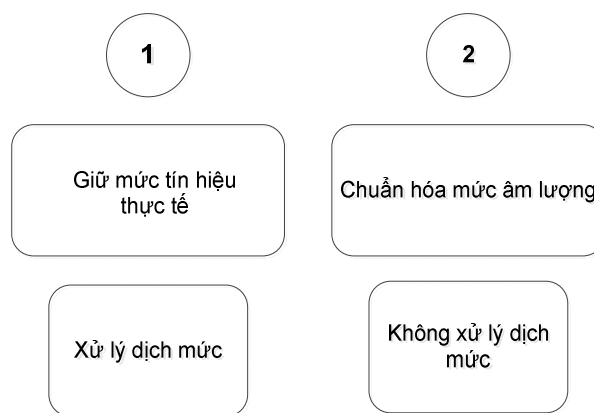 1
2
Giữ mức tín hiệu
thực tế
Chuẩn hóa mức âm lượng
Xử lý dịch mức
Không xử lý dịch
mức